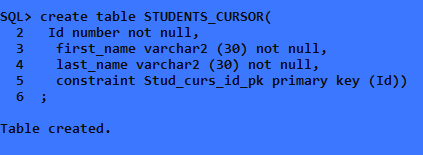 SQL> create table STUDENTS_CURSOR(
2 Id number not null,
3 first_name varchar2 (30) not null,
4 last_name varchar2 (30) not null,
5 constraint Stud_curs_id_pk primary key (Id))
6 ;
Table created.